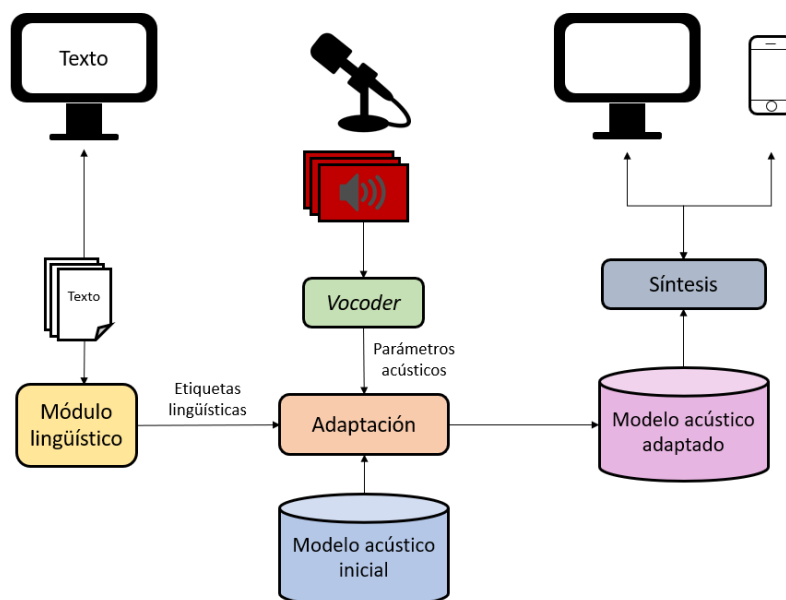 Texto
Texto
Vocoder
Síntesis
Parámetros
acústicos
Etiquetas
lingüísticas
Módulo
lingüístico
Adaptación
Modelo acústico
adaptado
Modelo acústico
inicial